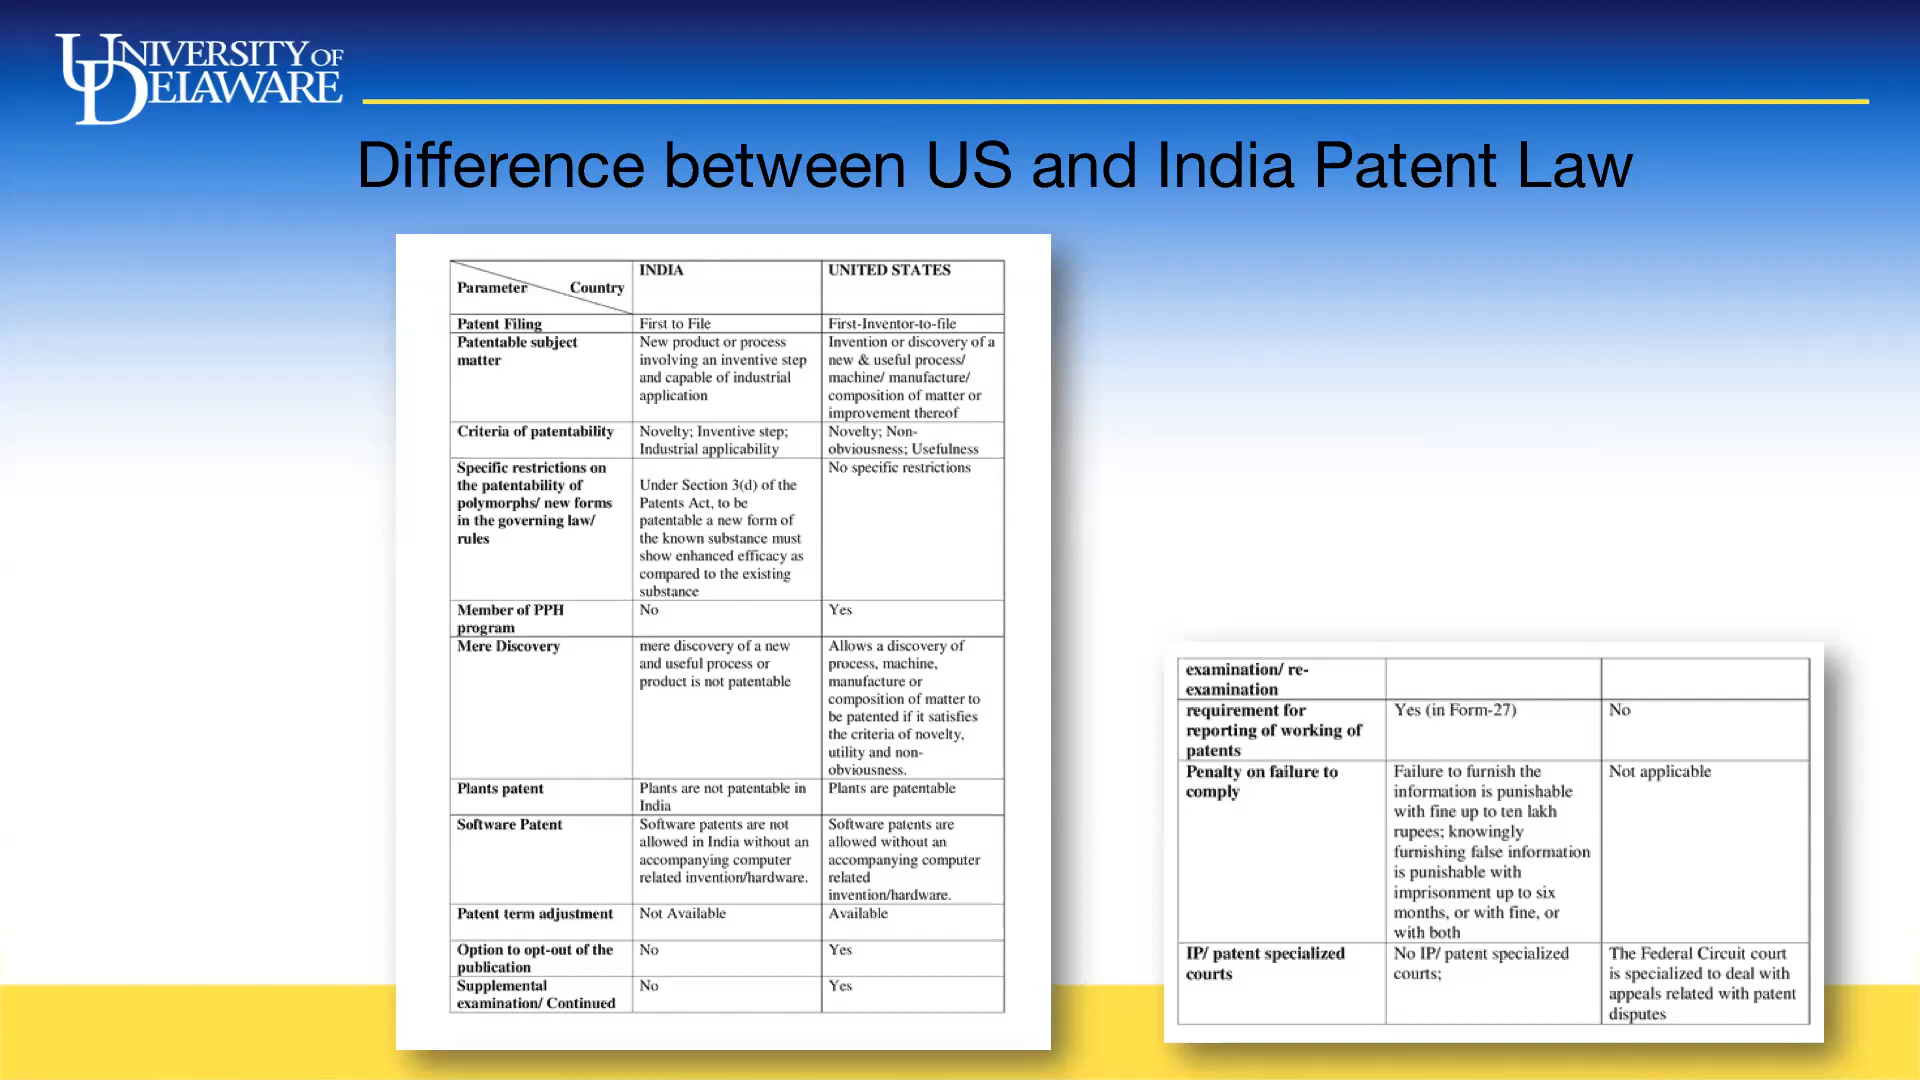 UNIVERSITY OF
DELAWARE
Difference between US and India Patent Law
Parameter Country
INDIA
UNITED STATES
Patent Filing
First to File
First-Inventor-to-file
Patentable subject
matter
New product or process
involving an inventive step
and capable of industrial
application
Invention or discovery of a
new & useful process/
machine/ manufacture/
composition of matter or
improvement thereof
Criteria of patentability
Novelty; Inventive step;
Industrial applicability
Novelty; Non-
obviousness; Usefulness
Specific restrictions on
the patentability of
polymorphs/ new forms
in the governing law/
rules
Under Section 3(d) of the
Patents Act, to be
patentable a new form of
the known substance must
show enhanced efficacy as
compared to the existing
substance
No specific restrictions
Member of PPH
program
No
Yes
Mere Discovery
mere discovery of a new
and useful process or
product is not patentable
Allows a discovery of
process, machine,
manufacture or
composition of matter to
be patented if it satisfies
the criteria of novelty,
utility and non-
obviousness.
Plants patent
Plants are not patentable in
India
Plants are patentable
Software Patent
Software patents are not
allowed in India without an
accompanying computer
related invention/hardware.
Software patents are
allowed without an
accompanying computer
related
invention/hardware.
Patent term adjustment
Not Available
Available
Option to opt-out of the
publication
No
Yes
Supplemental
examination/ Continued
No
Yes
examination/ re-
examination
requirement for
reporting of working of
patents
Yes (in Form-27)
No
Penalty on failure to
comply
Failure to furnish the
information is punishable
with fine up to ten lakh
rupees; knowingly
furnishing false information
is punishable with
imprisonment up to six
months, or with fine, or
with both
Not applicable
IP/ patent specialized
courts
No IP/ patent specialized
courts;
The Federal Circuit court
is specialized to deal with
appeals related with patent
disputes